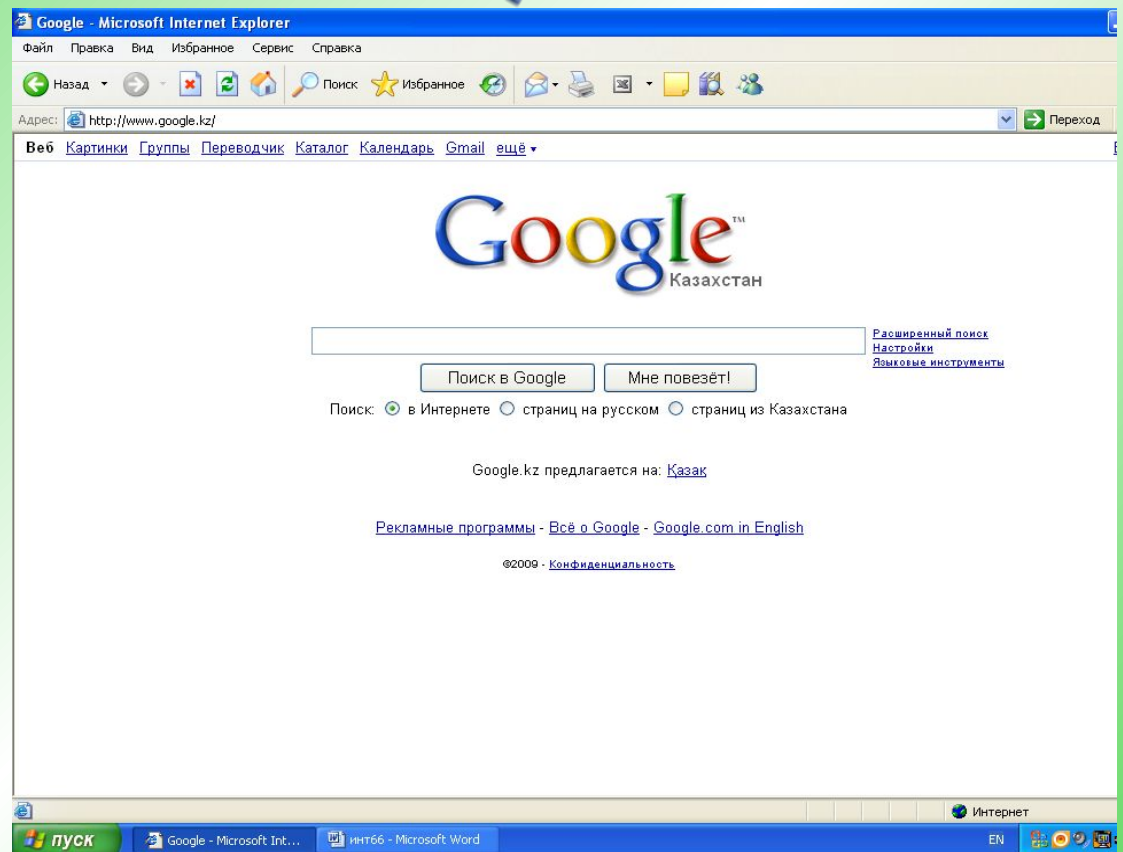 Google - Microsoft Internet Explorer
Файл Правка Вид Избранное Сервис Справка
Назад Поиск Избранное
Адрес: http://www.google.kz/ Переход
Веб Картинки Группы Переводчик Каталог Календарь Gmail ещё
Google™
Казахстан
Расширенный поиск
Настройки
Языковые инструменты
Поиск в Google Мне повезёт!
Поиск: в Интернете страниц на русском страниц из Казахстана
Google.kz предлагается на: Қазақ
Рекламные программы - Всё о Google - Google.com in English
©2009 - Конфиденциальность
Интернет
пуск Google - Microsoft Int... инт66 - Microsoft Word EN